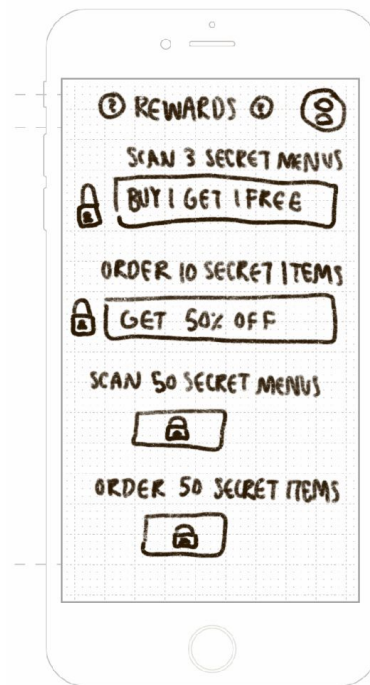 REWARDS
SCAN 3 SECRET MENUS
BUY 1 GET 1 FREE
ORDER 10 SECRET ITEMS
GET 50% OFF
SCAN 50 SECRET MENUS
ORDER 50 SECRET ITEMS